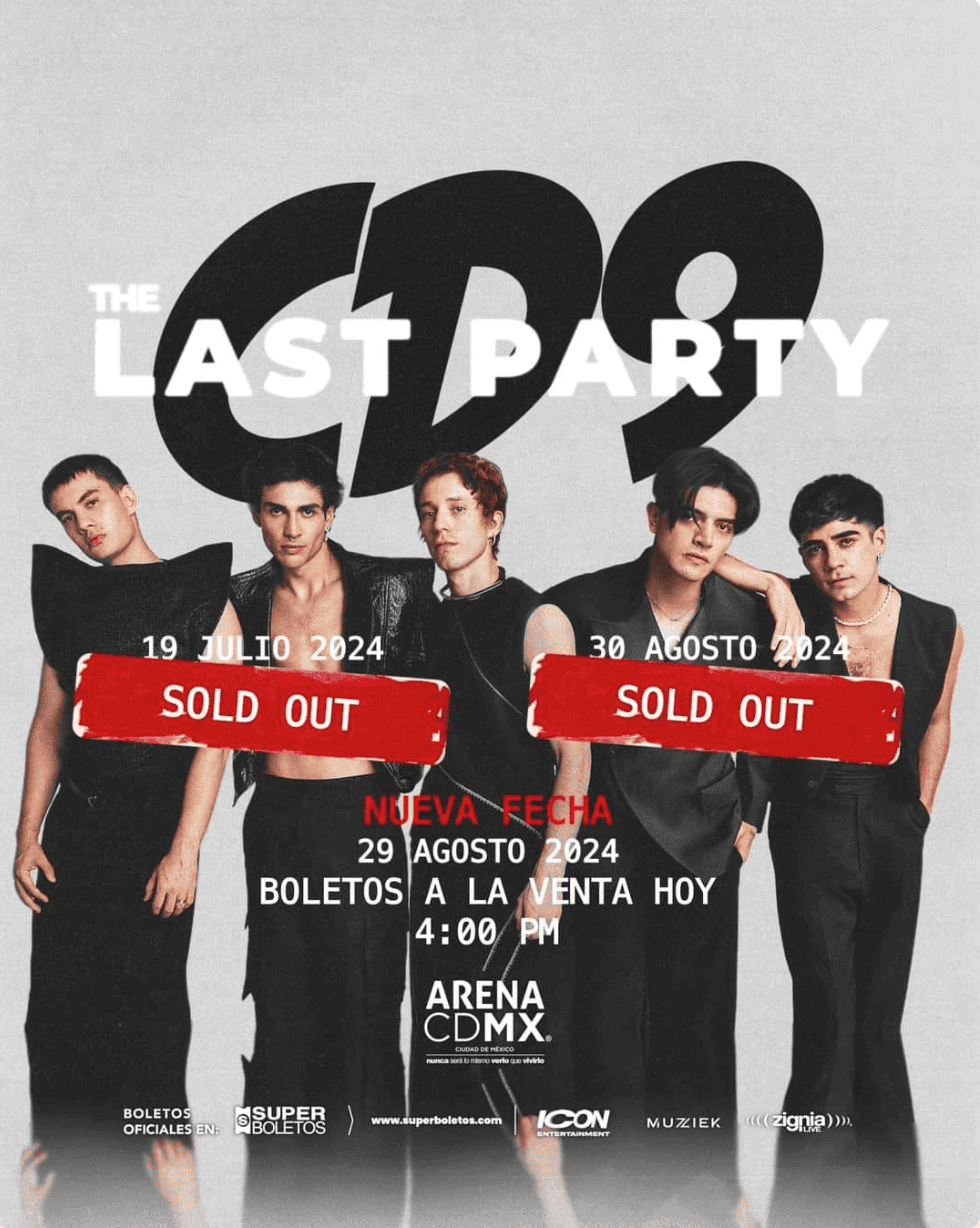 CD9
THE
LAST PARTY
19 JULIO 2024
SOLD OUT
30 AGOSTO 2024
SOLD OUT
NUEVA FECHA
29 AGOSTO 2024
BOLETOS A LA VENTA HOY
4:00 PM
ARENA
CDMX®
CIUDAD DE MÉXICO
nunca será lo mismo verlo que vivirlo
BOLETOS
OFICIALES EN:
S SUPER
BOLETOS
www.superboletos.com
ICON
ENTERTAINMENT
MUZIEK
((((zignia))))
LIVE